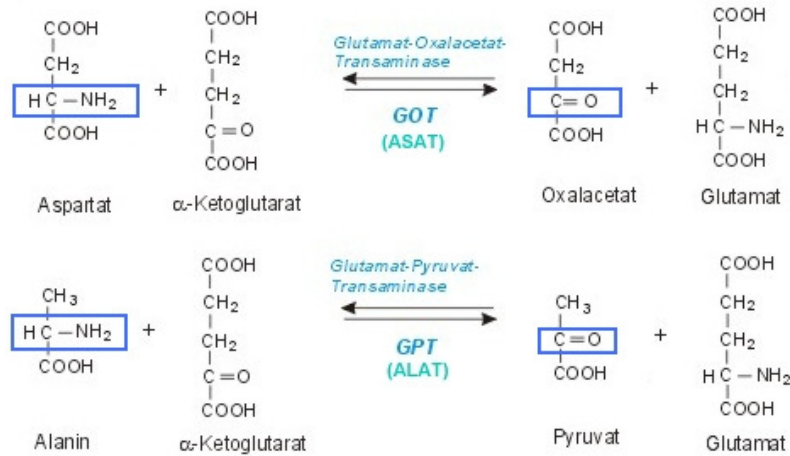 COOH
CH2
HC–NH2
COOH
Aspartat
+
COOH
CH2
CH2
C=O
COOH
α-Ketoglutarat
Glutamat-Oxalacetat-
Transaminase
GOT
(ASAT)
COOH
CH2
C=O
COOH
Oxalacetat
+
COOH
CH2
CH2
HC–NH2
COOH
Glutamat
CH3
HC–NH2
COOH
Alanin
+
COOH
CH2
CH2
C=O
COOH
α-Ketoglutarat
Glutamat-Pyruvat-
Transaminase
GPT
(ALAT)
CH3
C=O
COOH
Pyruvat
+
COOH
CH2
CH2
HC–NH2
COOH
Glutamat